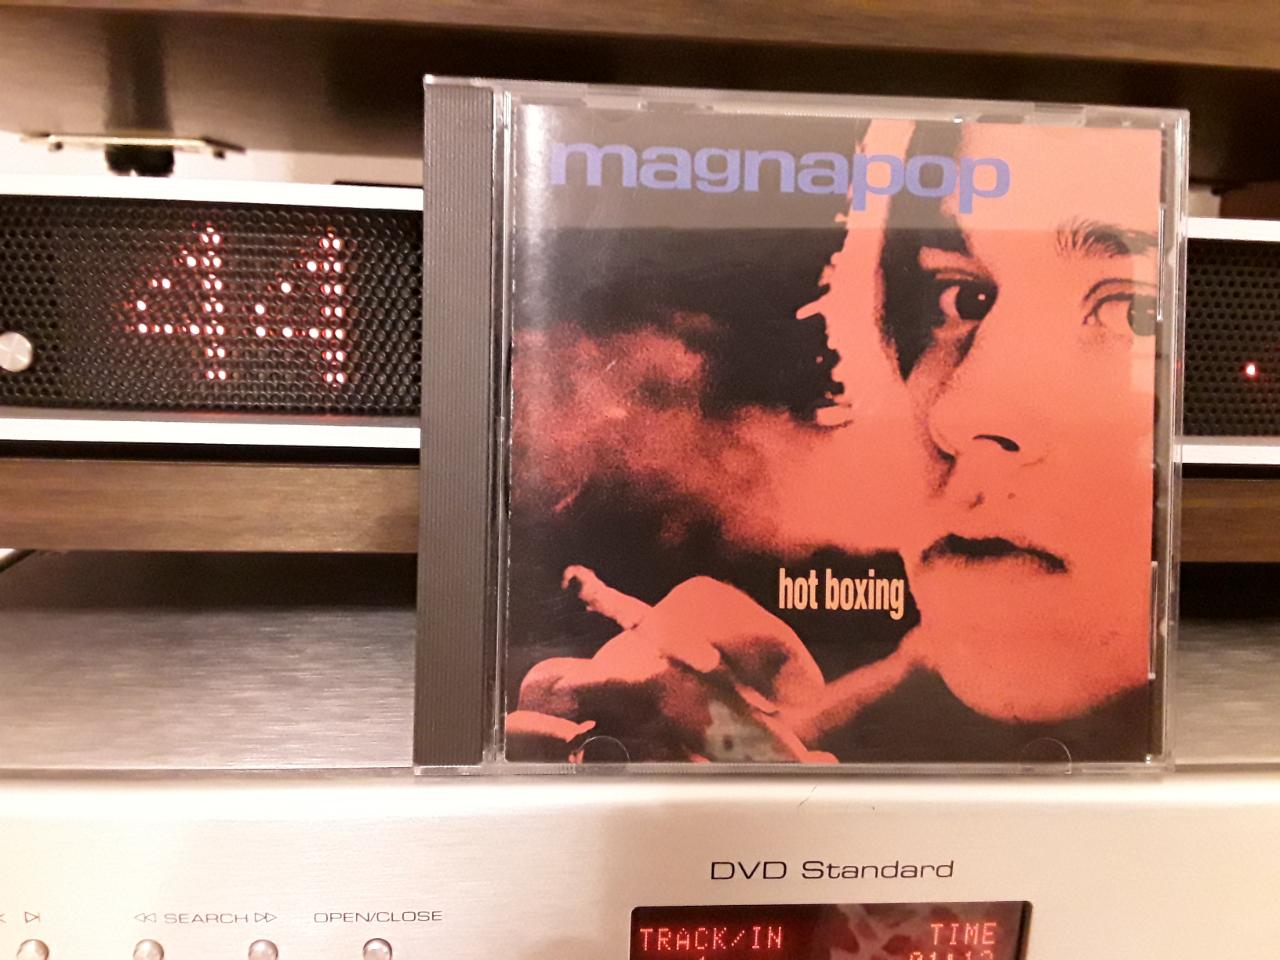 magnapop
44
hot boxing
DVD Standard
SEARCH OPEN/CLOSE
TRACK/IN TIME